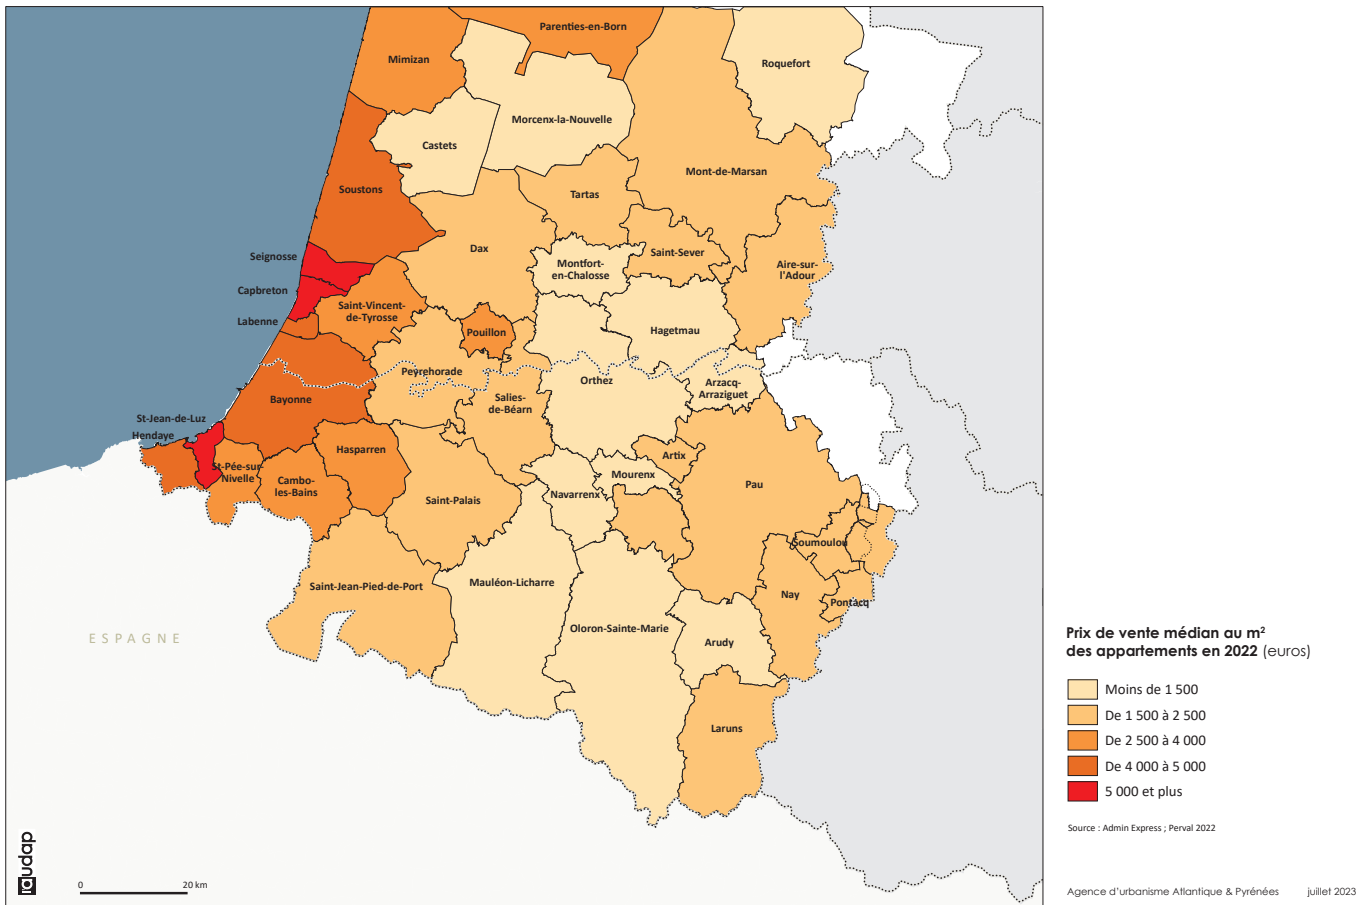 Parenties-en-Born
Mimizan
Roquefort
Morcenx-la-Nouvelle
Castets
Mont-de-Marsan
Soustons
Tartas
Dax
Saint-Sever
Seignosse
Montfort-
en-Chalosse
Aire-sur-
l'Adour
Capbreton
Saint-Vincent-
de-Tyrosse
Labenne
Pouillon
Hagetmau
Peyrehorade
Orthez
Arzacq-
Arraziguet
Bayonne
Salies-
de-Béarn
St-Jean-de-Luz
Hendaye
Hasparren
Artix
St-Pée-sur-
Nivelle
Cambo-
les-Bains
Mourenx
Pau
Navarrenx
Saint-Palais
Soumoulou
Saint-Jean-Pied-de-Port
Mauléon-Licharre
Nay
Pontacq
Oloron-Sainte-Marie
Arudy
ESPAGNE
Laruns
Prix de vente médian au m²
des appartements en 2022 (euros)
Moins de 1 500
De 1 500 à 2 500
De 2 500 à 4 000
De 4 000 à 5 000
5 000 et plus
Source : Admin Express ; Perval 2022
audap
0 20 km
Agence d'urbanisme Atlantique & Pyrénées juillet 2023